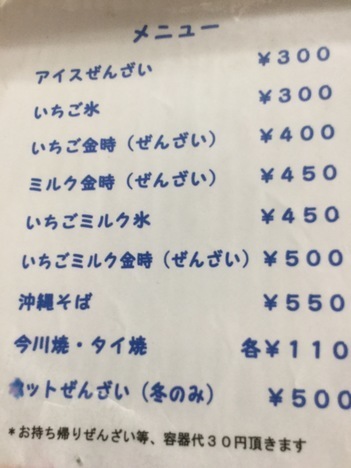 メニュー
アイスぜんざい ￥３００
いちご氷 ￥３００
いちご金時（ぜんざい） ￥４００
ミルク金時（ぜんざい） ￥４５０
いちごミルク氷 ￥４５０
いちごミルク金時（ぜんざい） ￥５００
沖縄そば ￥５５０
今川焼・タイ焼 各￥１１０
ホットぜんざい（冬のみ） ￥５００
*お持ち帰りぜんざい等、容器代３０円頂きます